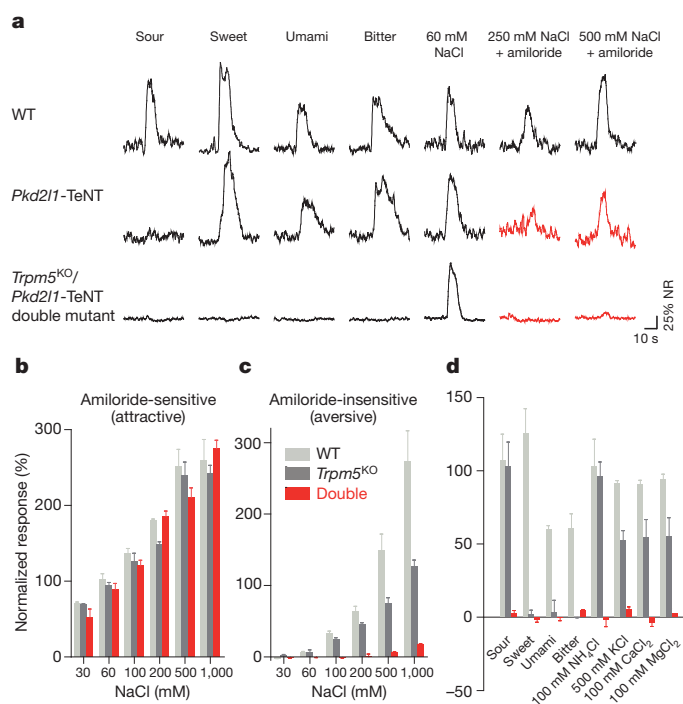 a
Sour Sweet Umami Bitter 60 mM NaCl 250 mM NaCl + amiloride 500 mM NaCl + amiloride
WT
Pkd2l1-TeNT
Trpm5KO/
Pkd2l1-TeNT
double mutant
25% NR
10 s
b
Amiloride-sensitive
(attractive)
Normalized response (%)
300
200
100
0
30 60 100 200 500 1,000
NaCl (mM)
c
Amiloride-insensitive
(aversive)
WT
Trpm5KO
Double
300
200
100
0
30 60 100 200 500 1,000
NaCl (mM)
d
150
100
50
0
−50
Sour
Sweet
Umami
Bitter
100 mM NH4Cl
500 mM KCl
100 mM CaCl2
100 mM MgCl2